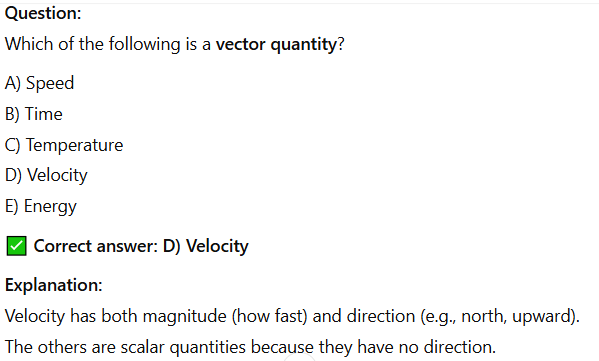 Question:
Which of the following is a vector quantity?
A) Speed
B) Time
C) Temperature
D) Velocity
E) Energy
✅ Correct answer: D) Velocity
Explanation:
Velocity has both magnitude (how fast) and direction (e.g., north, upward).
The others are scalar quantities because they have no direction.